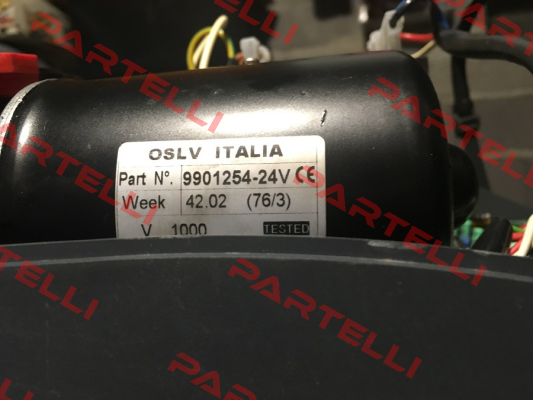 OSLV ITALIA
Part Nº. 9901254-24V CE
Week 42.02 (76/3)
V 1000 TESTED
PARTELLI
PARTELLI
PARTELLI
PARTELLI
PARTELLI
PARTELLI